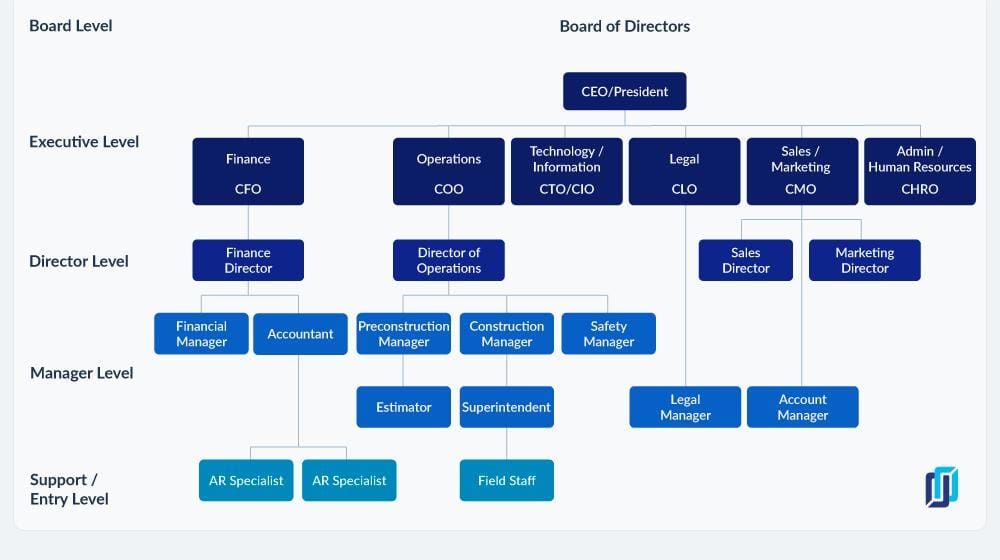 Board Level
Board of Directors
CEO/President
Executive Level
Finance
CFO
Operations
COO
Technology /
Information
CTO/CIO
Legal
CLO
Sales /
Marketing
CMO
Admin /
Human Resources
CHRO
Director Level
Finance
Director
Director of
Operations
Sales
Director
Marketing
Director
Manager Level
Financial
Manager
Accountant
Preconstruction
Manager
Construction
Manager
Safety
Manager
Estimator
Superintendent
Legal
Manager
Account
Manager
Support /
Entry Level
AR Specialist
AR Specialist
Field Staff